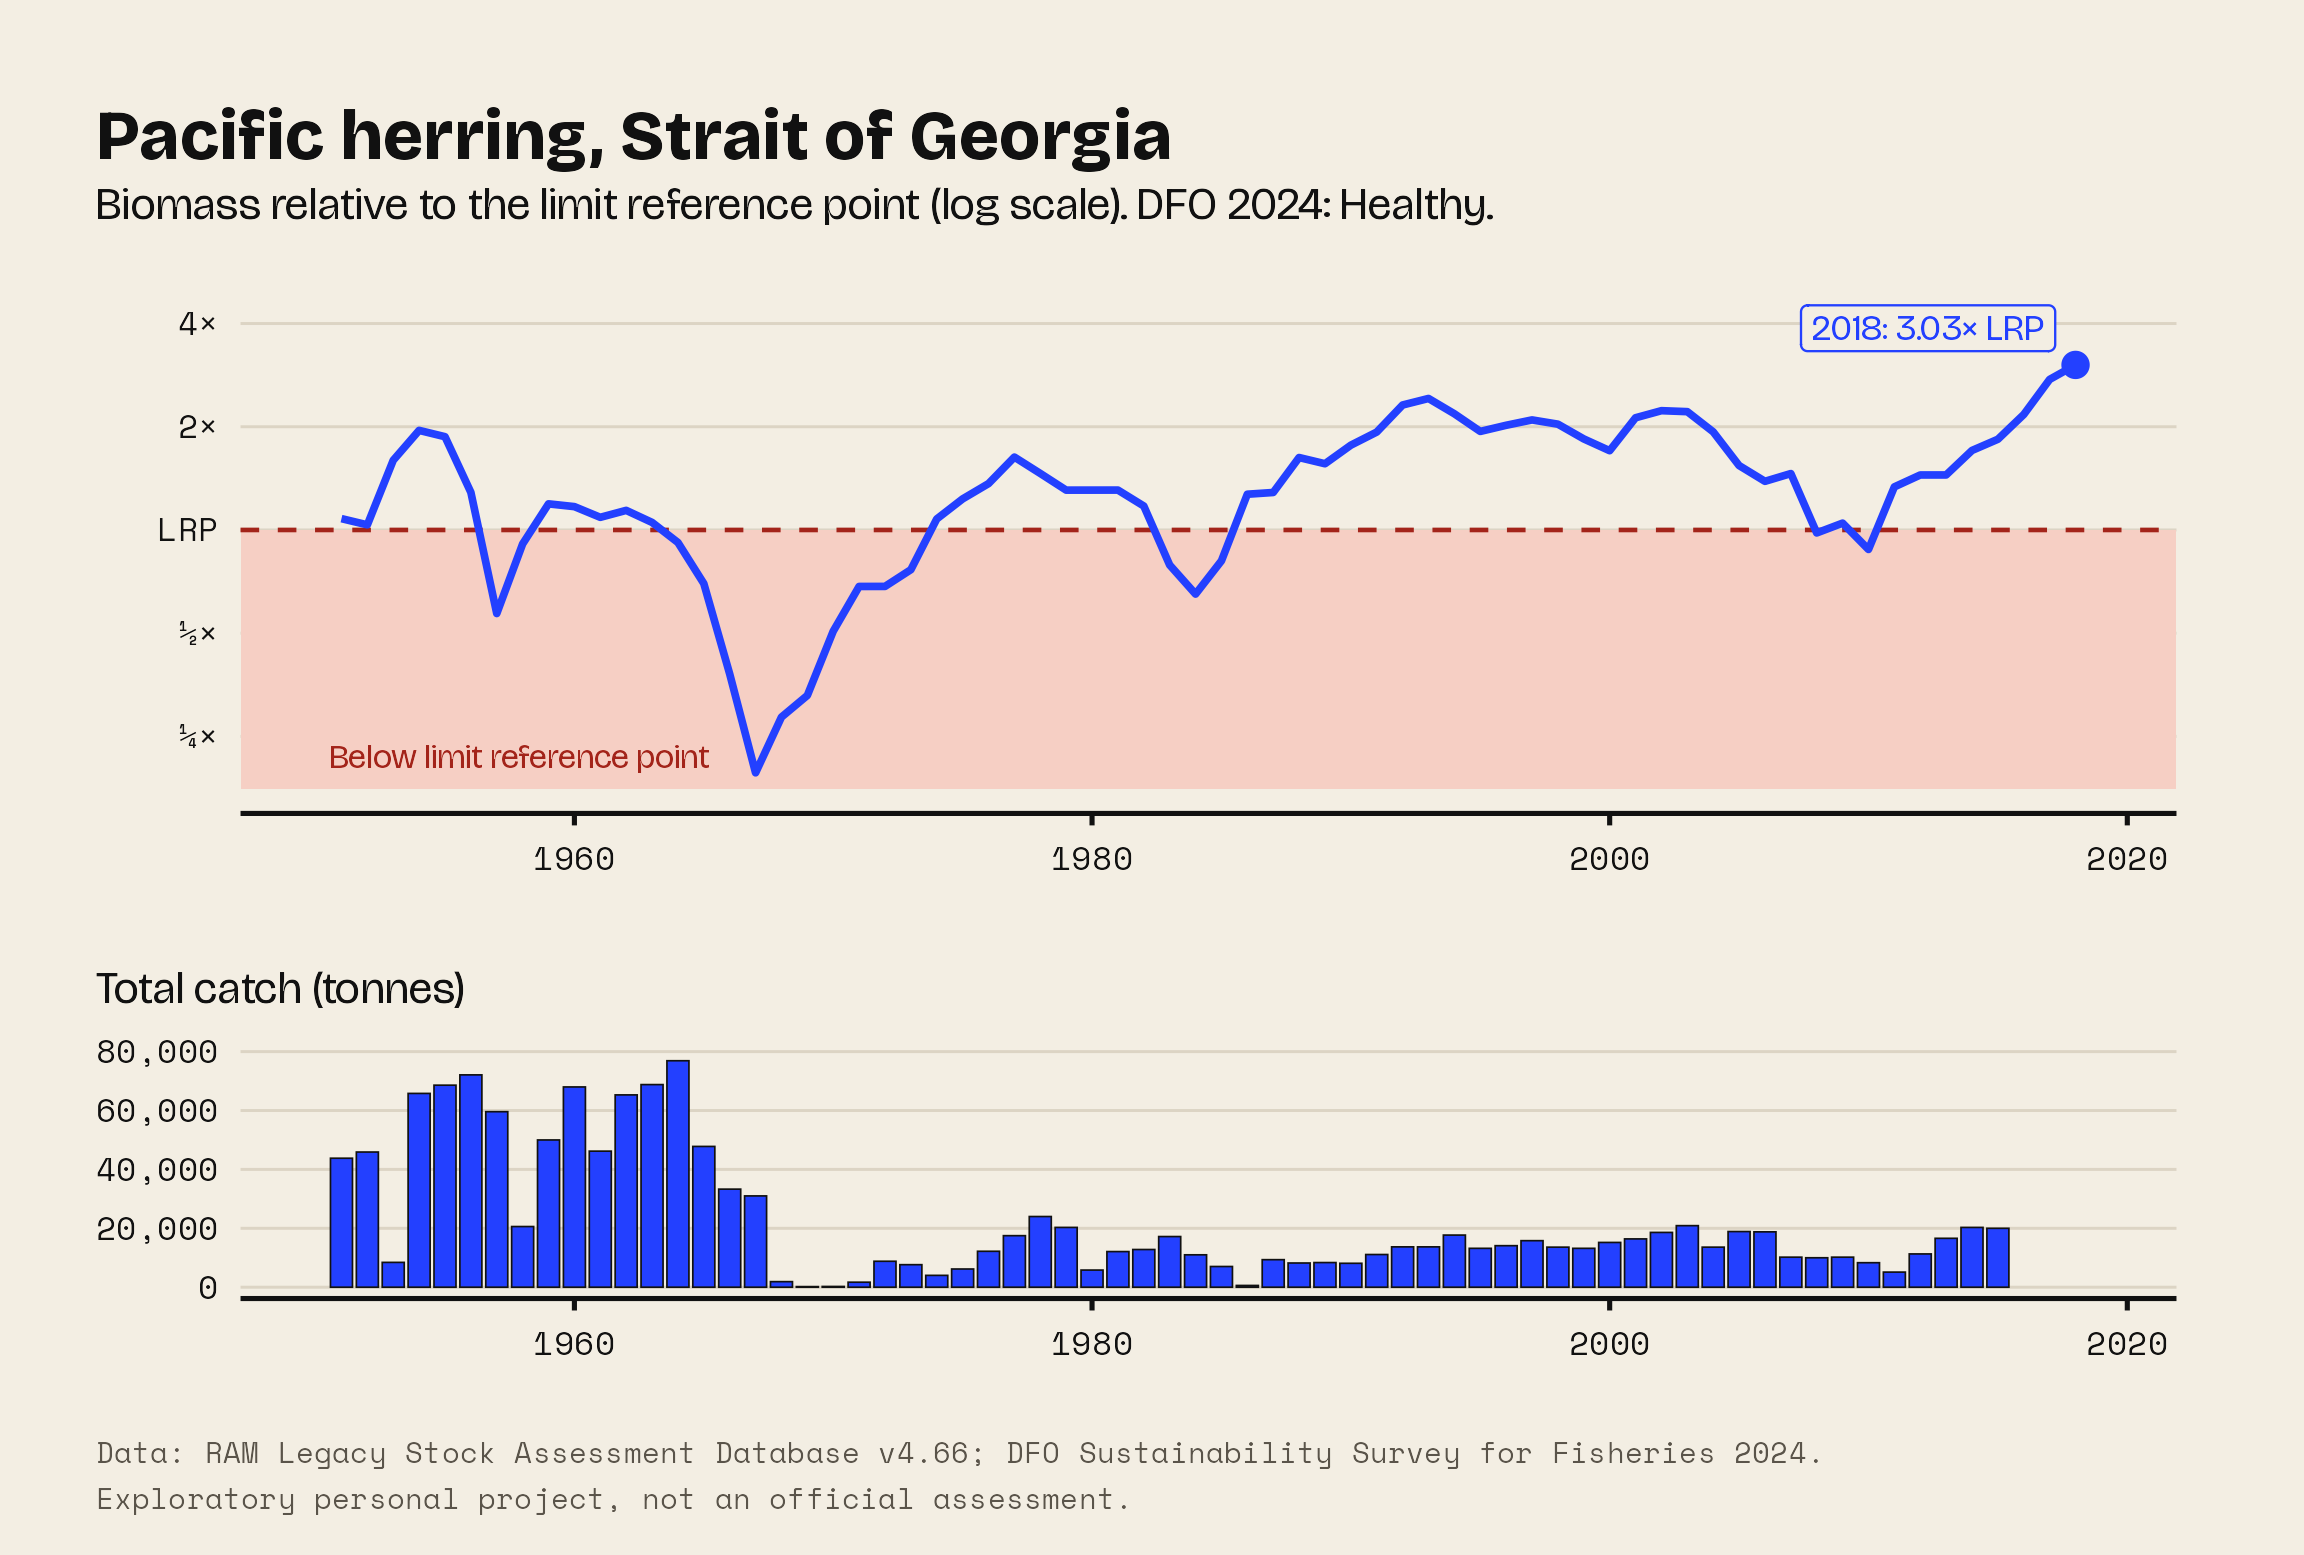 Pacific herring, Strait of Georgia
Biomass relative to the limit reference point (log scale). DFO 2024: Healthy.
4×
2018: 3.03× LRP
2×
LRP
½×
¼×
Below limit reference point
1960 1980 2000 2020
Total catch (tonnes)
80,000
60,000
40,000
20,000
0
1960 1980 2000 2020
Data: RAM Legacy Stock Assessment Database v4.66; DFO Sustainability Survey for Fisheries 2024.
Exploratory personal project, not an official assessment.